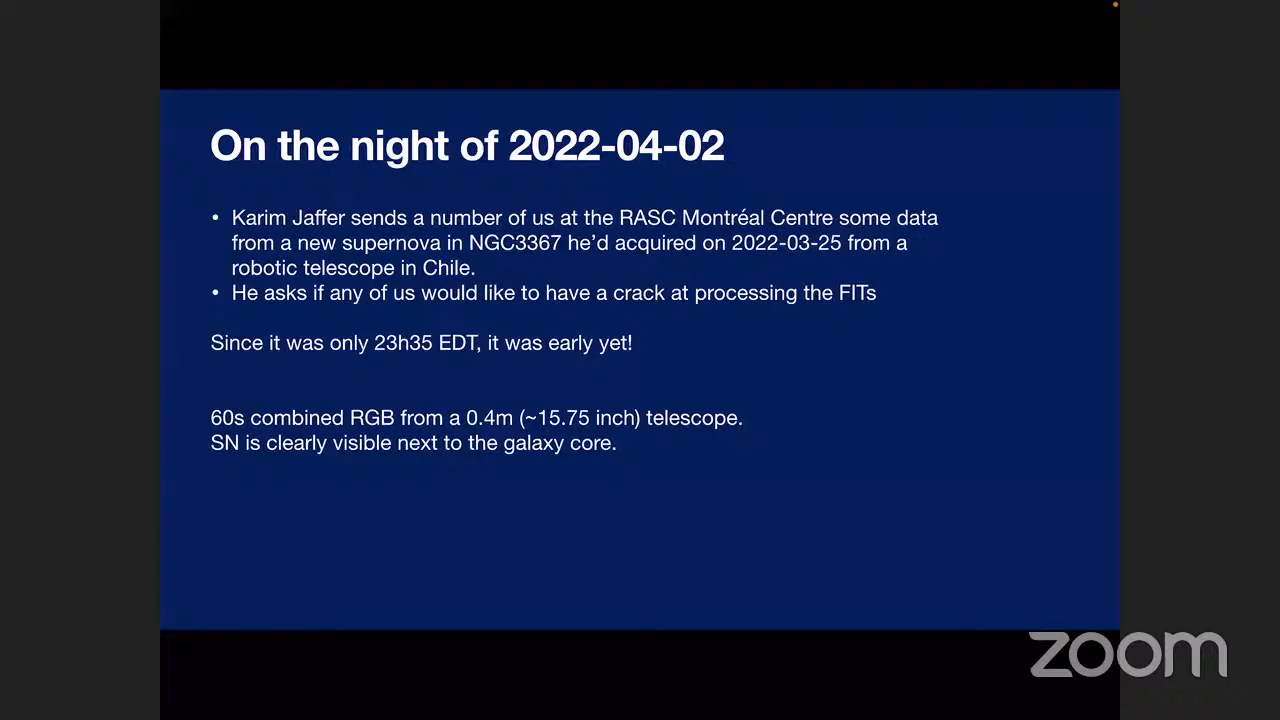 On the night of 2022-04-02
• Karim Jaffer sends a number of us at the RASC Montréal Centre some data
from a new supernova in NGC3367 he’d acquired on 2022-03-25 from a
robotic telescope in Chile.
• He asks if any of us would like to have a crack at processing the FITs
Since it was only 23h35 EDT, it was early yet!
60s combined RGB from a 0.4m (~15.75 inch) telescope.
SN is clearly visible next to the galaxy core.
zoom